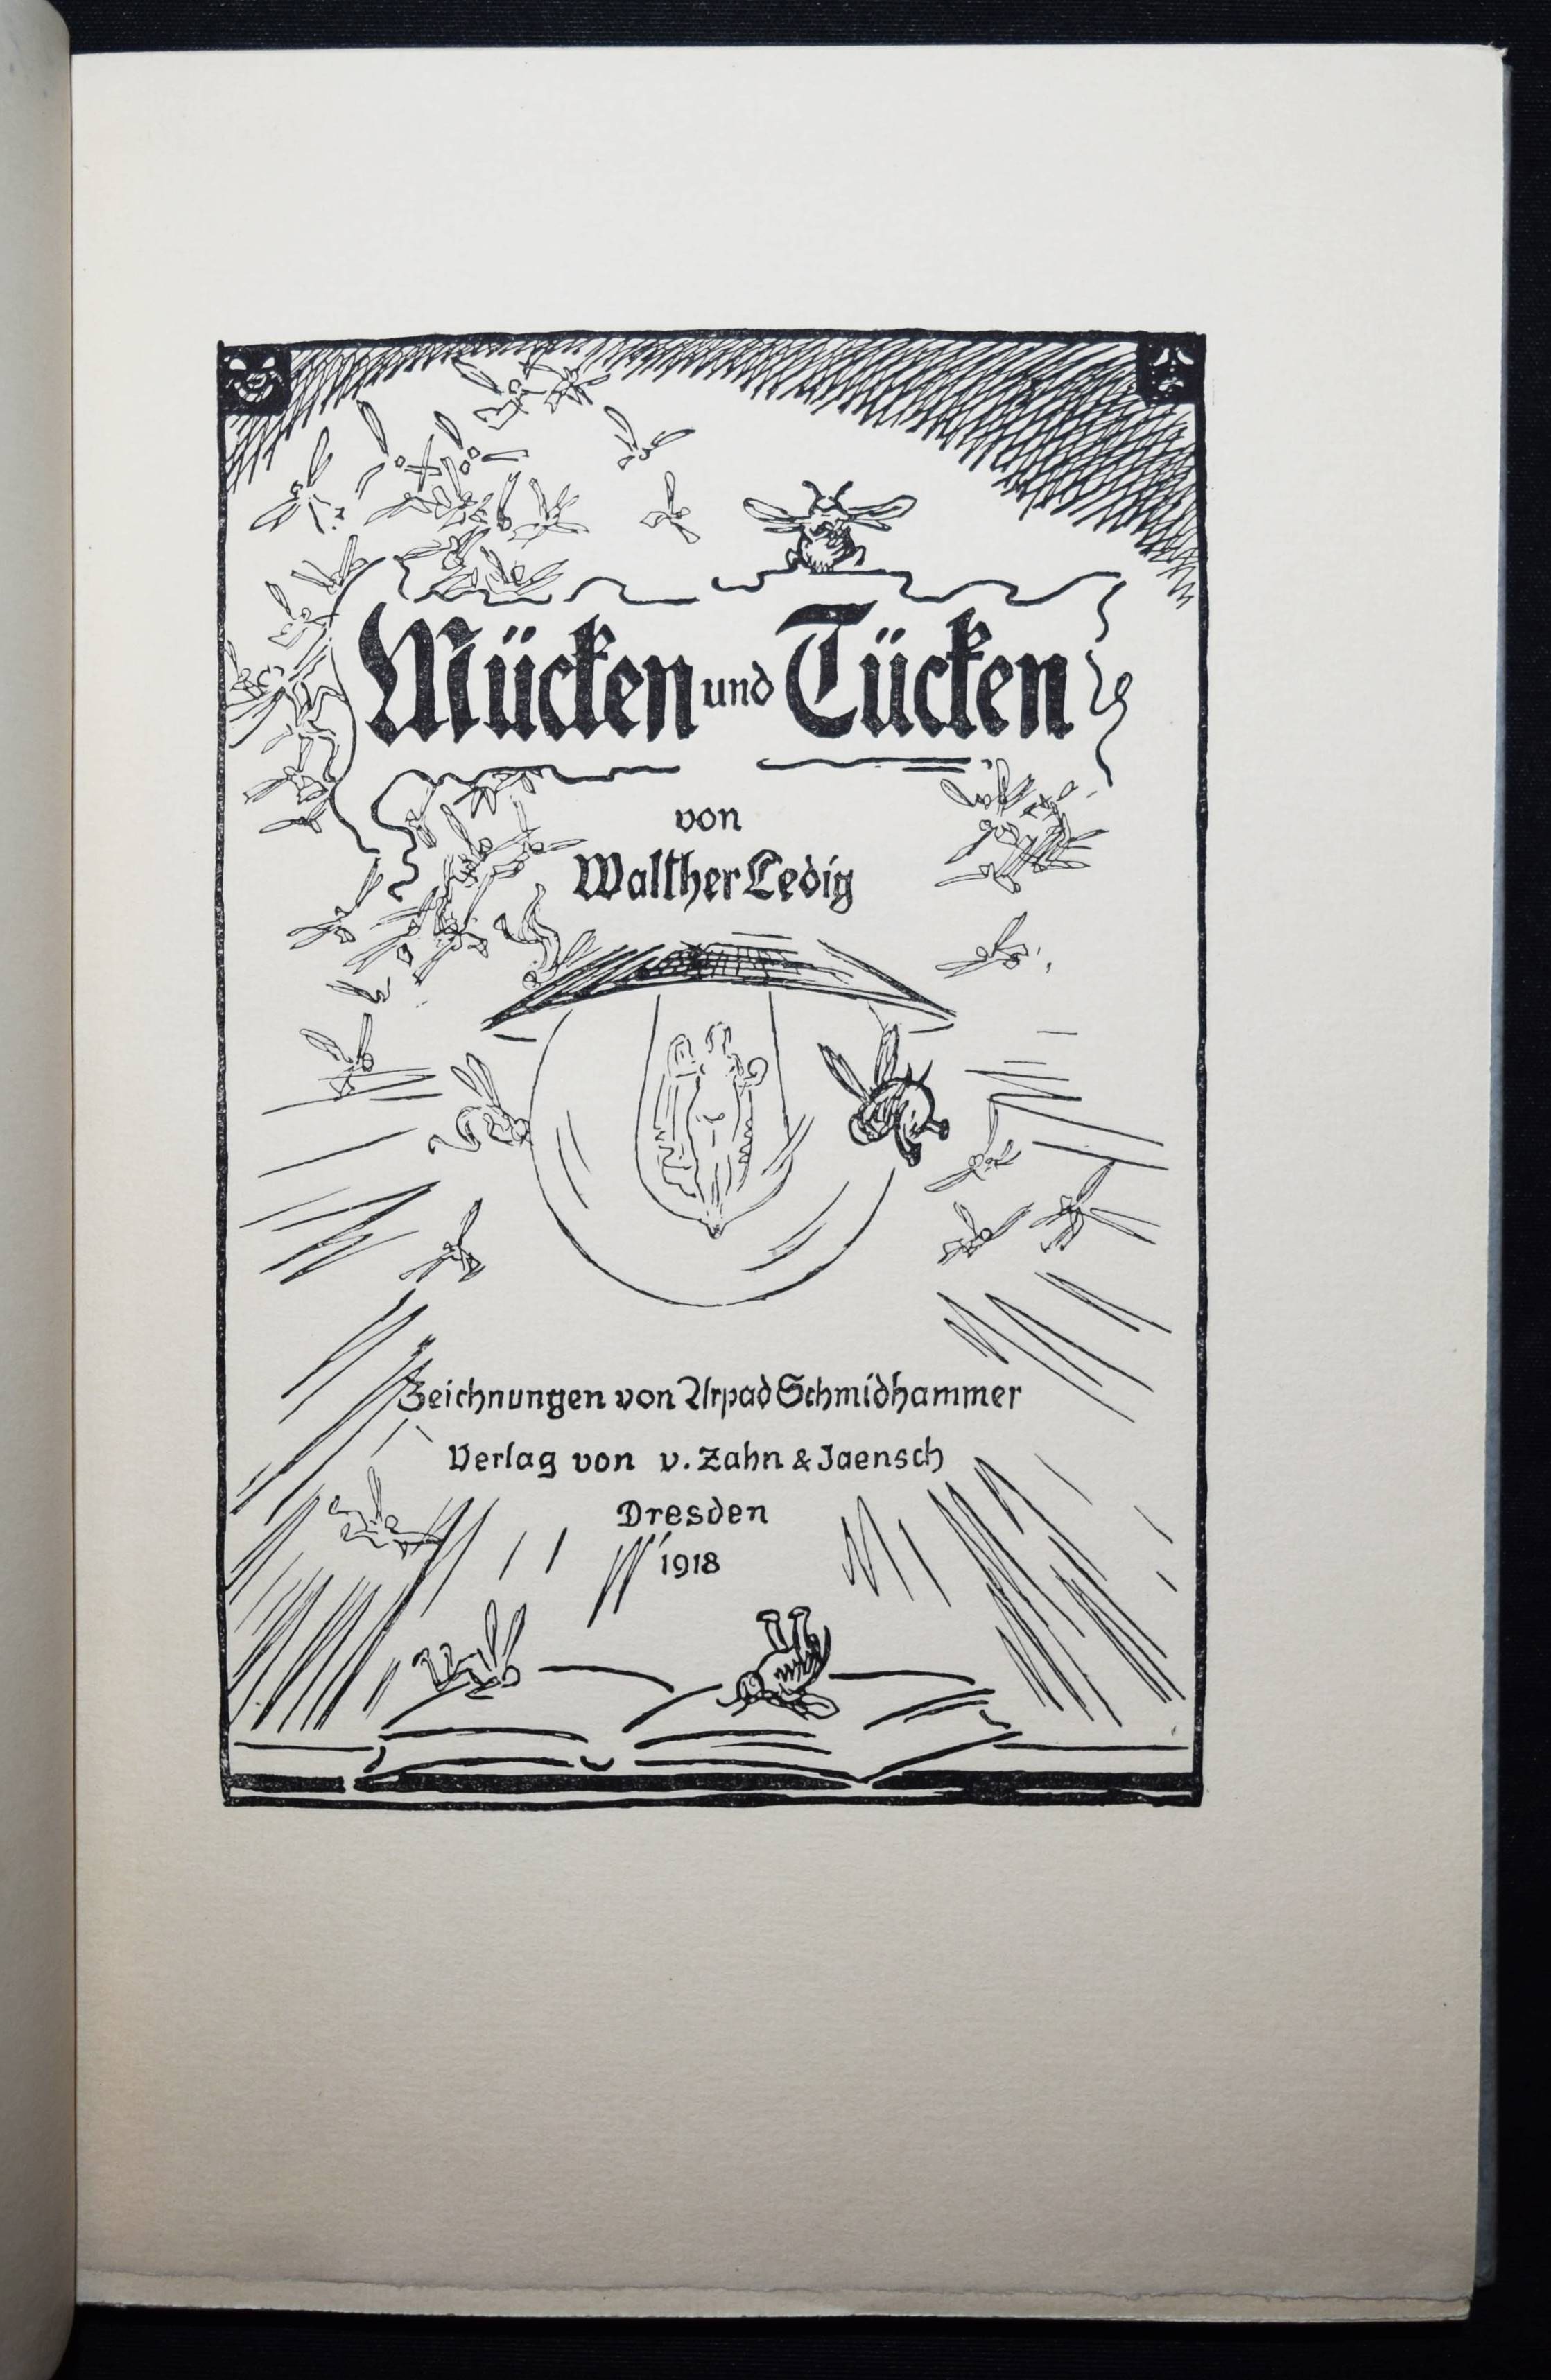 Mücken und Tücken
von
Walther Ledig
Zeichnungen von Arpad Schmidhammer
Verlag von v. Zahn & Jaensch
Dresden
1918